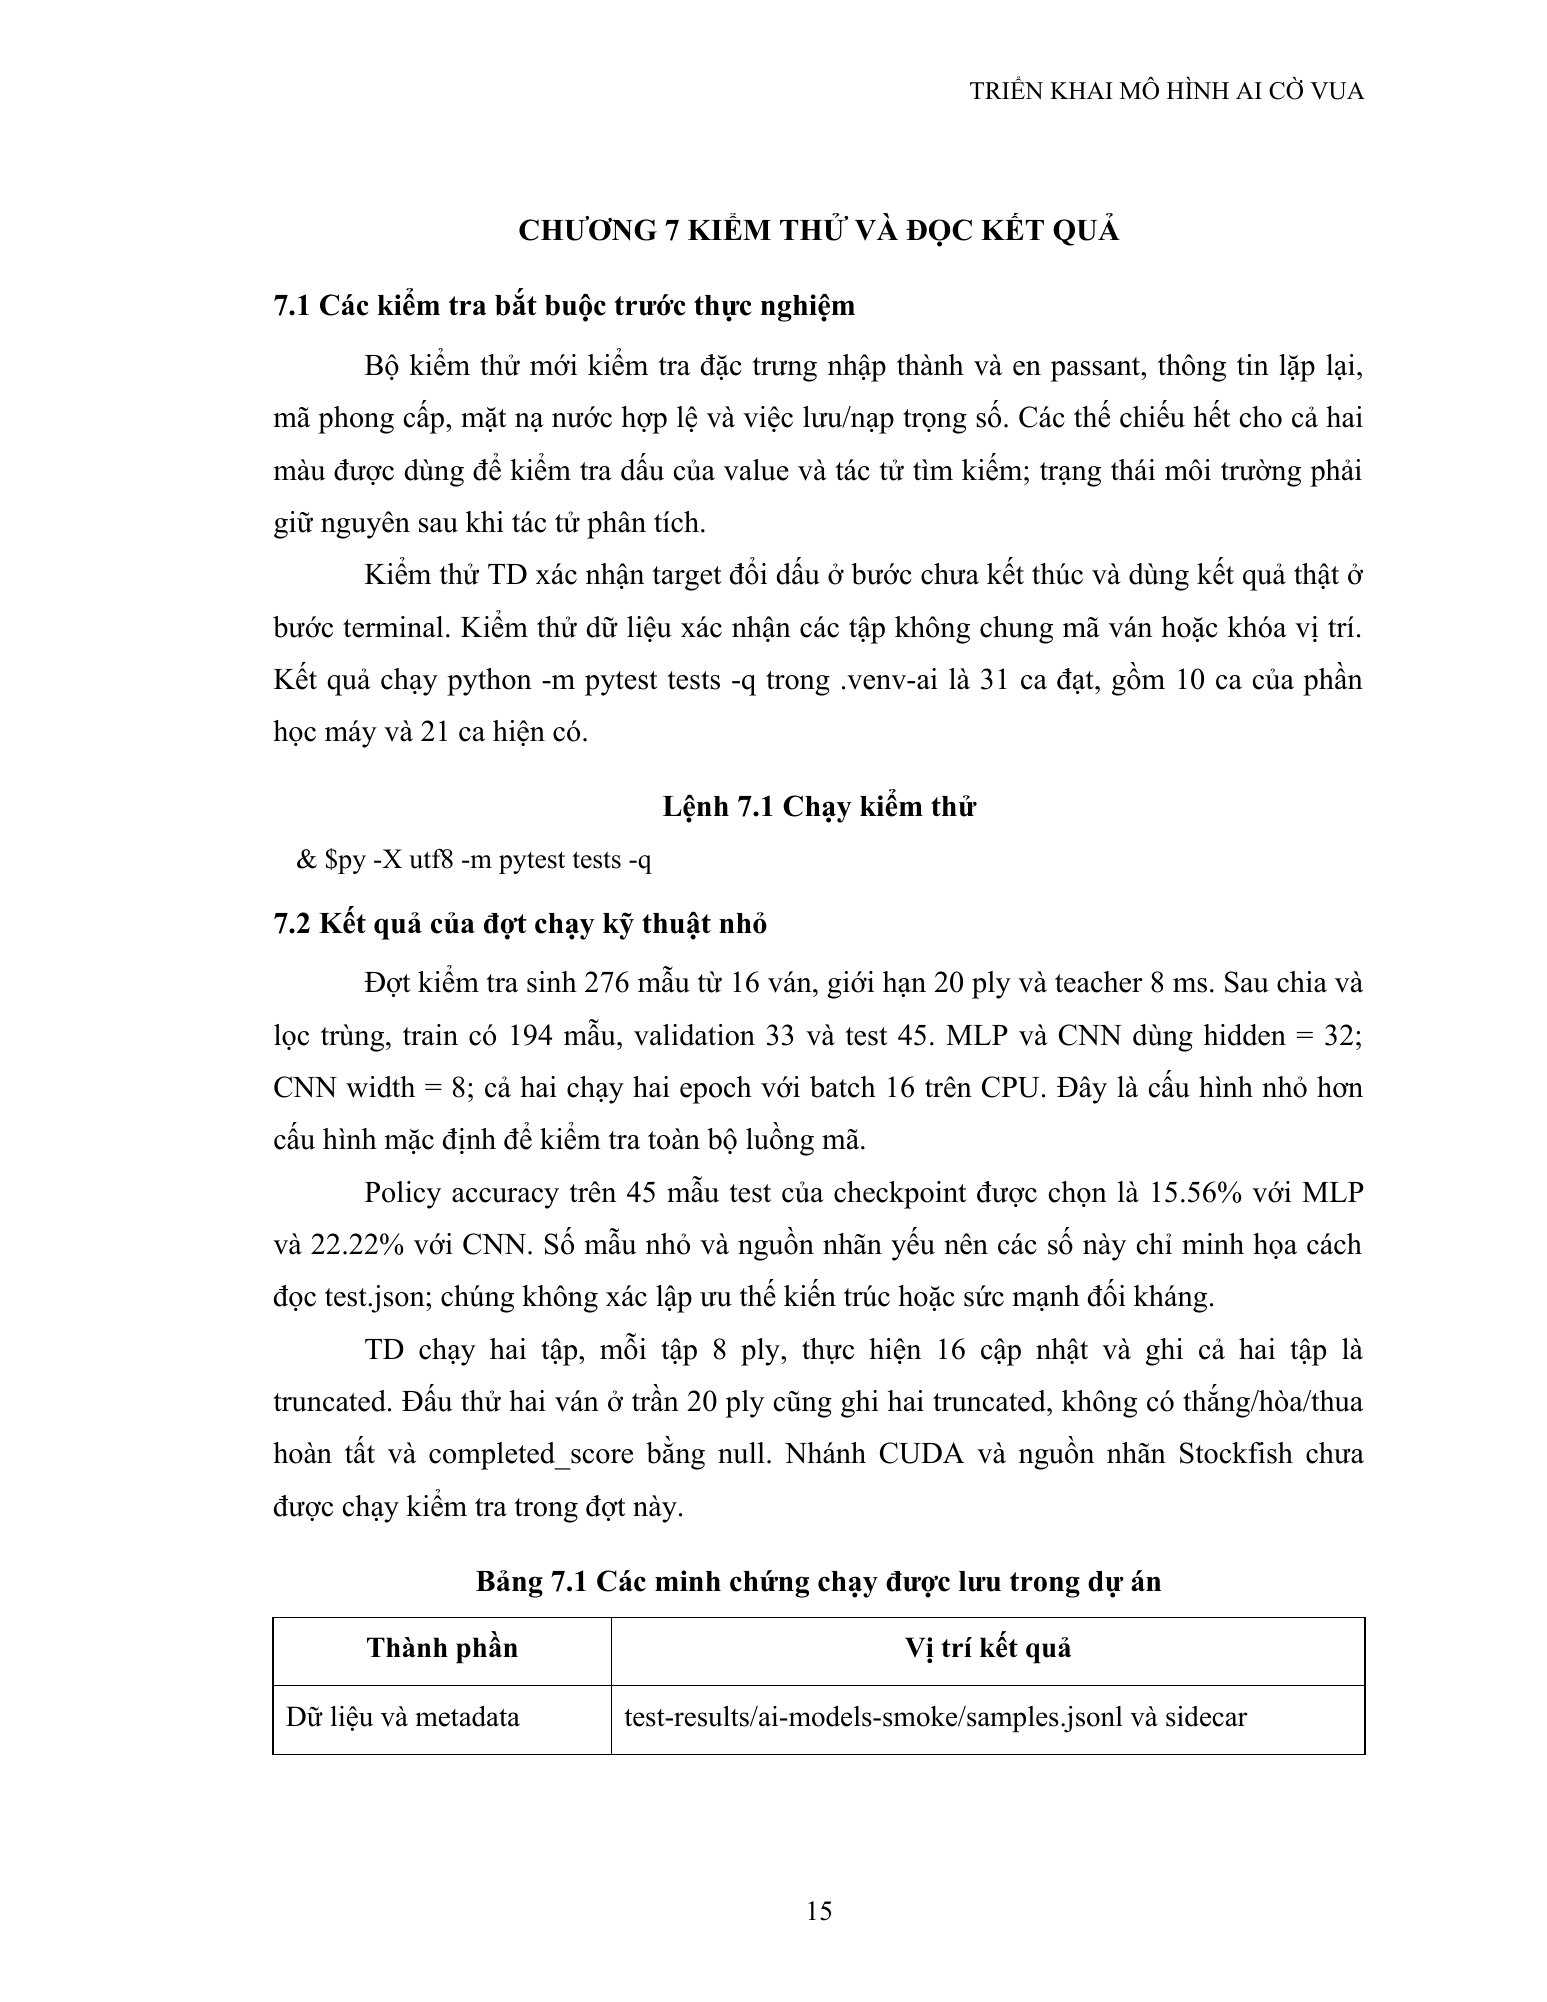 TRIỂN KHAI MÔ HÌNH AI CỜ VUA
CHƯƠNG 7 KIỂM THỬ VÀ ĐỌC KẾT QUẢ
7.1 Các kiểm tra bắt buộc trước thực nghiệm
Bộ kiểm thử mới kiểm tra đặc trưng nhập thành và en passant, thông tin lặp lại,
mã phong cấp, mặt nạ nước hợp lệ và việc lưu/nạp trọng số. Các thế chiếu hết cho cả hai
màu được dùng để kiểm tra dấu của value và tác tử tìm kiếm; trạng thái môi trường phải
giữ nguyên sau khi tác tử phân tích.
Kiểm thử TD xác nhận target đổi dấu ở bước chưa kết thúc và dùng kết quả thật ở
bước terminal. Kiểm thử dữ liệu xác nhận các tập không chung mã ván hoặc khóa vị trí.
Kết quả chạy python -m pytest tests -q trong .venv-ai là 31 ca đạt, gồm 10 ca của phần
học máy và 21 ca hiện có.
Lệnh 7.1 Chạy kiểm thử
& $py -X utf8 -m pytest tests -q
7.2 Kết quả của đợt chạy kỹ thuật nhỏ
Đợt kiểm tra sinh 276 mẫu từ 16 ván, giới hạn 20 ply và teacher 8 ms. Sau chia và
lọc trùng, train có 194 mẫu, validation 33 và test 45. MLP và CNN dùng hidden = 32;
CNN width = 8; cả hai chạy hai epoch với batch 16 trên CPU. Đây là cấu hình nhỏ hơn
cấu hình mặc định để kiểm tra toàn bộ luồng mã.
Policy accuracy trên 45 mẫu test của checkpoint được chọn là 15.56% với MLP
và 22.22% với CNN. Số mẫu nhỏ và nguồn nhãn yếu nên các số này chỉ minh họa cách
đọc test.json; chúng không xác lập ưu thế kiến trúc hoặc sức mạnh đối kháng.
TD chạy hai tập, mỗi tập 8 ply, thực hiện 16 cập nhật và ghi cả hai tập là
truncated. Đấu thử hai ván ở trần 20 ply cũng ghi hai truncated, không có thắng/hòa/thua
hoàn tất và completed_score bằng null. Nhánh CUDA và nguồn nhãn Stockfish chưa
được chạy kiểm tra trong đợt này.
Bảng 7.1 Các minh chứng chạy được lưu trong dự án
Thành phần Vị trí kết quả
Dữ liệu và metadata test-results/ai-models-smoke/samples.jsonl và sidecar
15